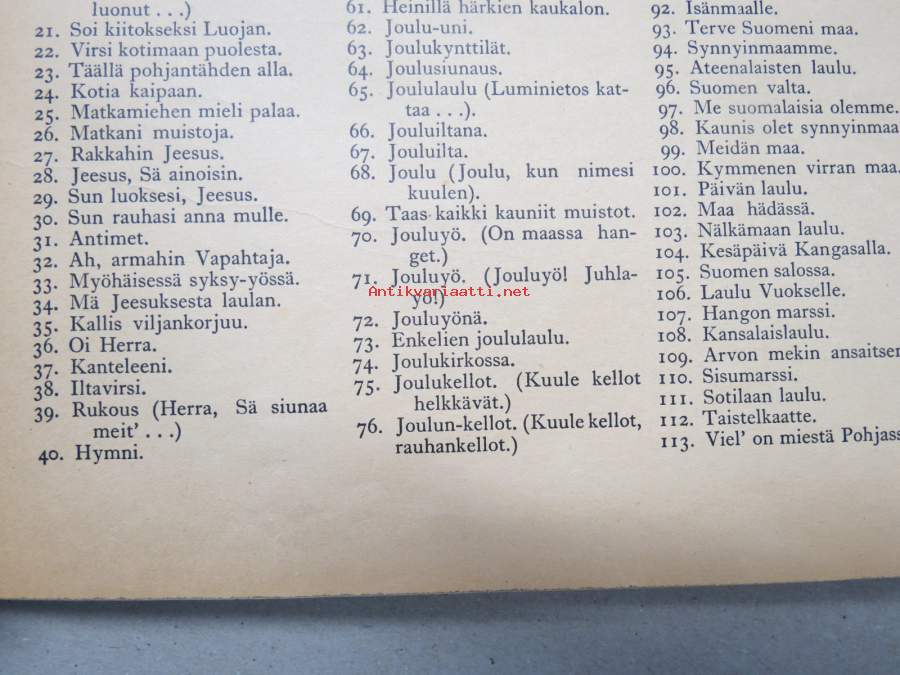 luonut . . .)
21. Soi kiitokseksi Luojan.
22. Virsi kotimaan puolesta.
23. Täällä pohjantähden alla.
24. Kotia kaipaan.
25. Matkamiehen mieli palaa.
26. Matkani muistoja.
27. Rakkahin Jeesus.
28. Jeesus, Sä ainoisin.
29. Sun luoksesi, Jeesus.
30. Sun rauhasi anna mulle.
31. Antimet.
32. Ah, armahin Vapahtaja.
33. Myöhäisessä syksy-yössä.
34. Mä Jeesuksesta laulan.
35. Kallis viljankorjuu.
36. Oi Herra.
37. Kanteleeni.
38. Iltavirsi.
39. Rukous (Herra, Sä siunaa
meit' . . .)
40. Hymni.
61. Heinillä härkien kaukalon.
62. Joulu-uni.
63. Joulukynttilät.
64. Joulusiunaus.
65. Joululaulu (Luminietos kat-
taa . . .).
66. Jouluiltana.
67. Jouluilta.
68. Joulu (Joulu, kun nimesi
kuulen).
69. Taas kaikki kauniit muistot.
70. Jouluyö. (On maassa han-
get.)
71. Jouluyö. (Jouluyö! Juhla-
yö!)
72. Jouluyönä.
73. Enkelien joululaulu.
74. Joulukirkossa.
75. Joulukellot. (Kuule kellot
helkkävät.)
76. Joulun-kellot. (Kuule kellot,
rauhankellot.)
92. Isänmaalle.
93. Terve Suomeni maa.
94. Synnyinmaamme.
95. Ateenalaisten laulu.
96. Suomen valta.
97. Me suomalaisia olemme.
98. Kaunis olet synnyinmaa
99. Meidän maa.
100. Kymmenen virran maa.
101. Päivän laulu.
102. Maa hädässä.
103. Nälkämaan laulu.
104. Kesäpäivä Kangasalla.
105. Suomen salossa.
106. Laulu Vuokselle.
107. Hangon marssi.
108. Kansalaislaulu.
109. Arvon mekin ansaitsem
110. Sisumarssi.
111. Sotilaan laulu.
112. Taistelkaatte.
113. Viel' on miestä Pohjass
Antikvariaatti.net